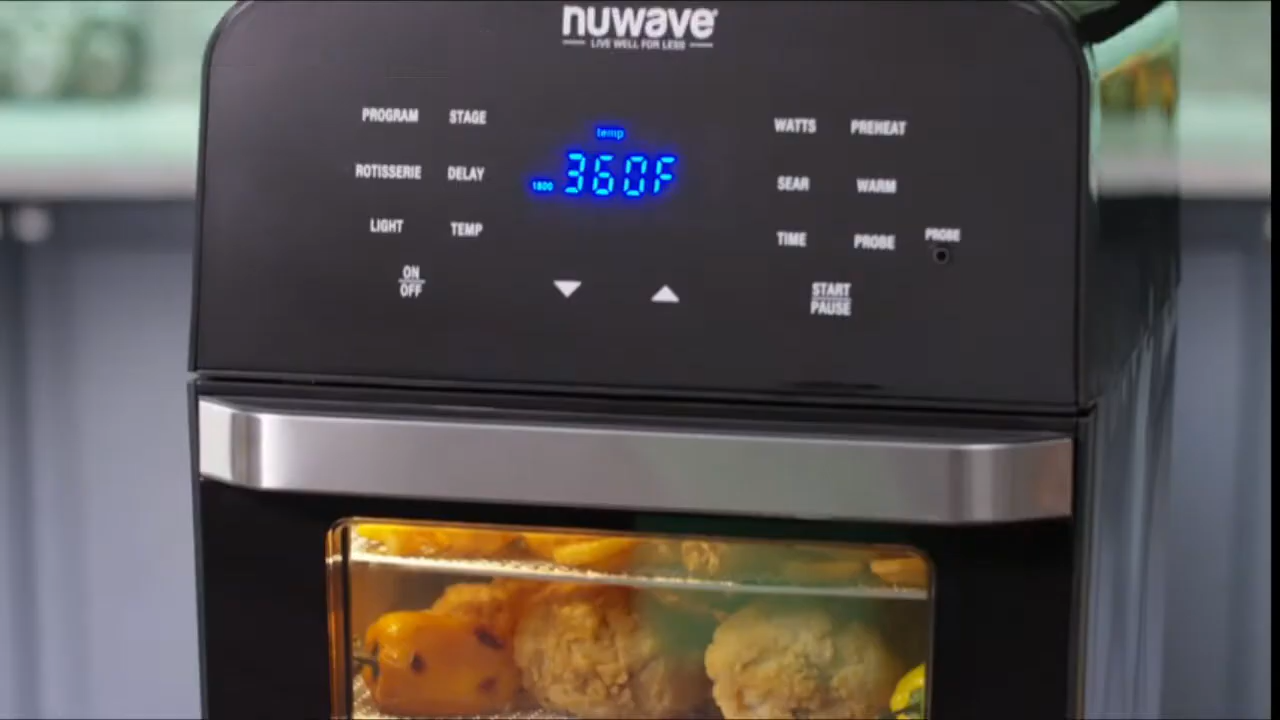 nuwave
LIVE WELL FOR LESS
PROGRAM STAGE
temp
WATTS PREHEAT
ROTISSERIE DELAY
1800 360F
SEAR WARM
LIGHT TEMP
TIME PROBE PROBE
ON
OFF
START
PAUSE